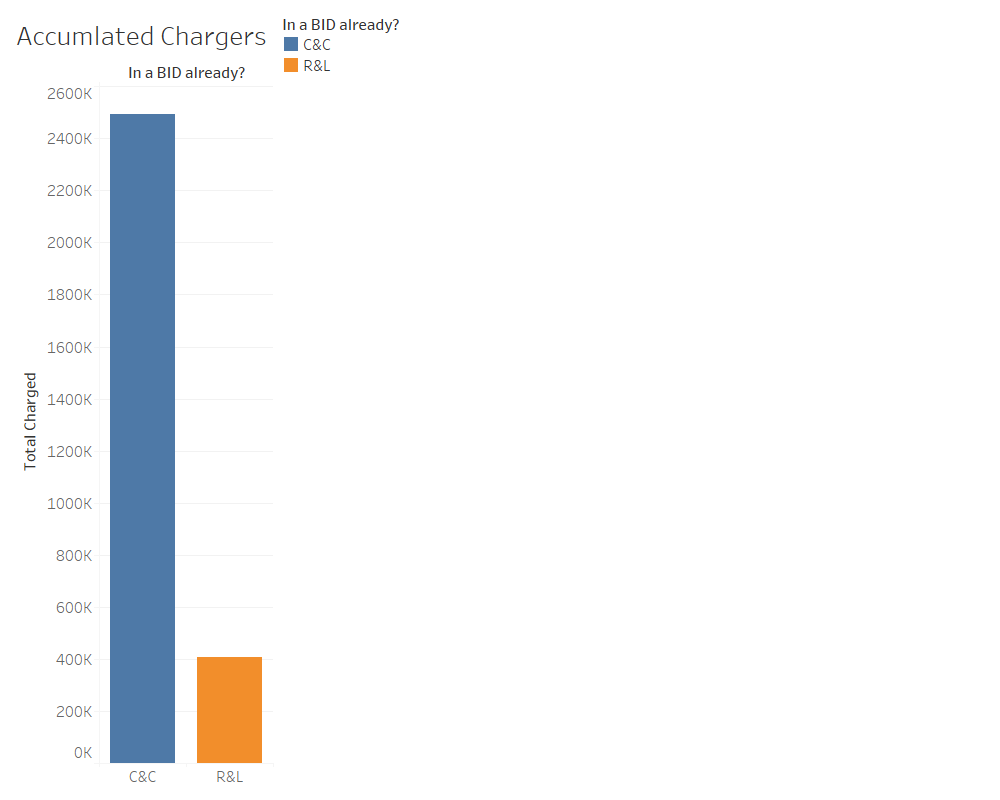 Accumlated Chargers
In a BID already?
C&C
R&L
In a BID already?
2600K
2400K
2200K
2000K
1800K
1600K
1400K
1200K
1000K
800K
600K
400K
200K
0K
Total Charged
C&C
R&L